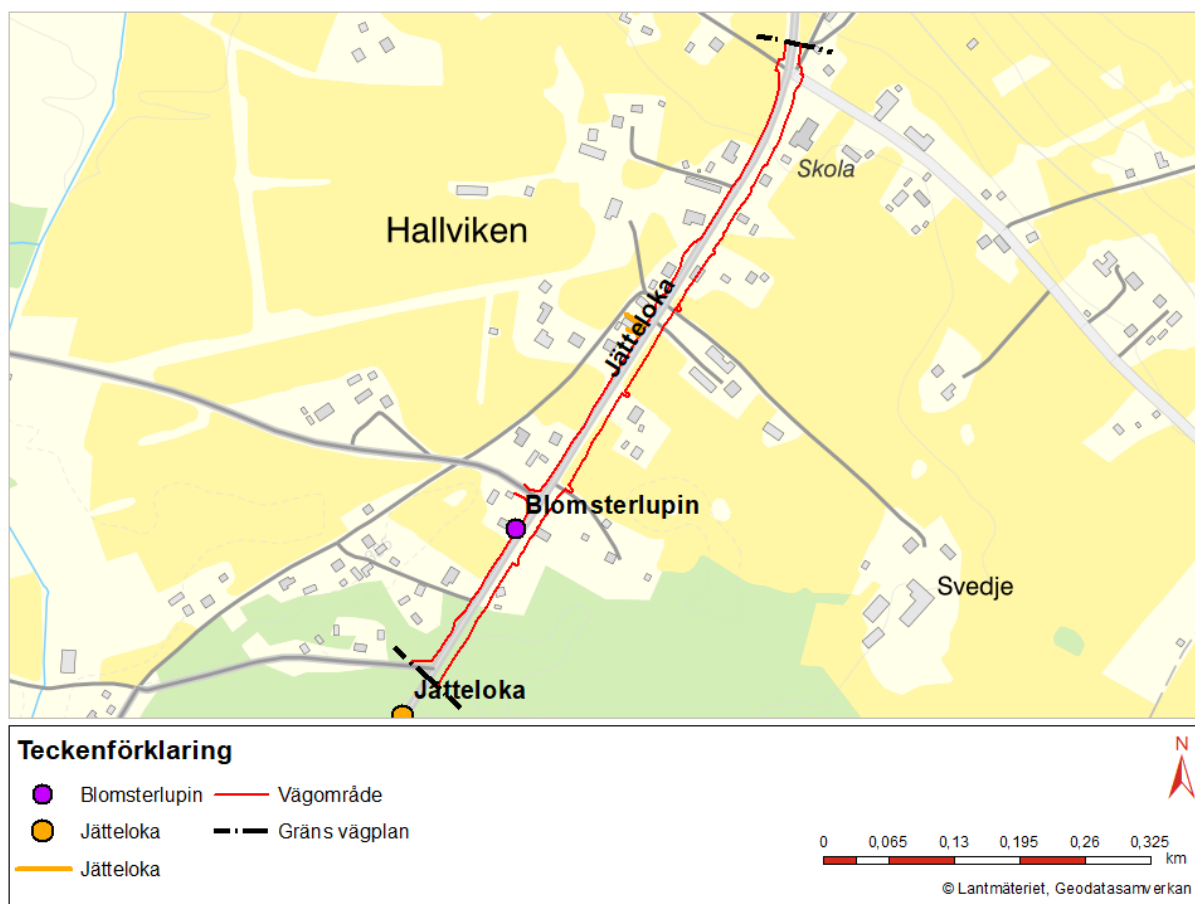 Skola
Hallviken
Jätteloka
Blomsterlupin
Svedje
Jätteloka
Teckenförklaring
Blomsterlupin
Vägområde
Jätteloka
Gräns vägplan
Jätteloka
N
0 0,065 0,13 0,195 0,26 0,325
km
© Lantmäteriet, Geodatasamverkan